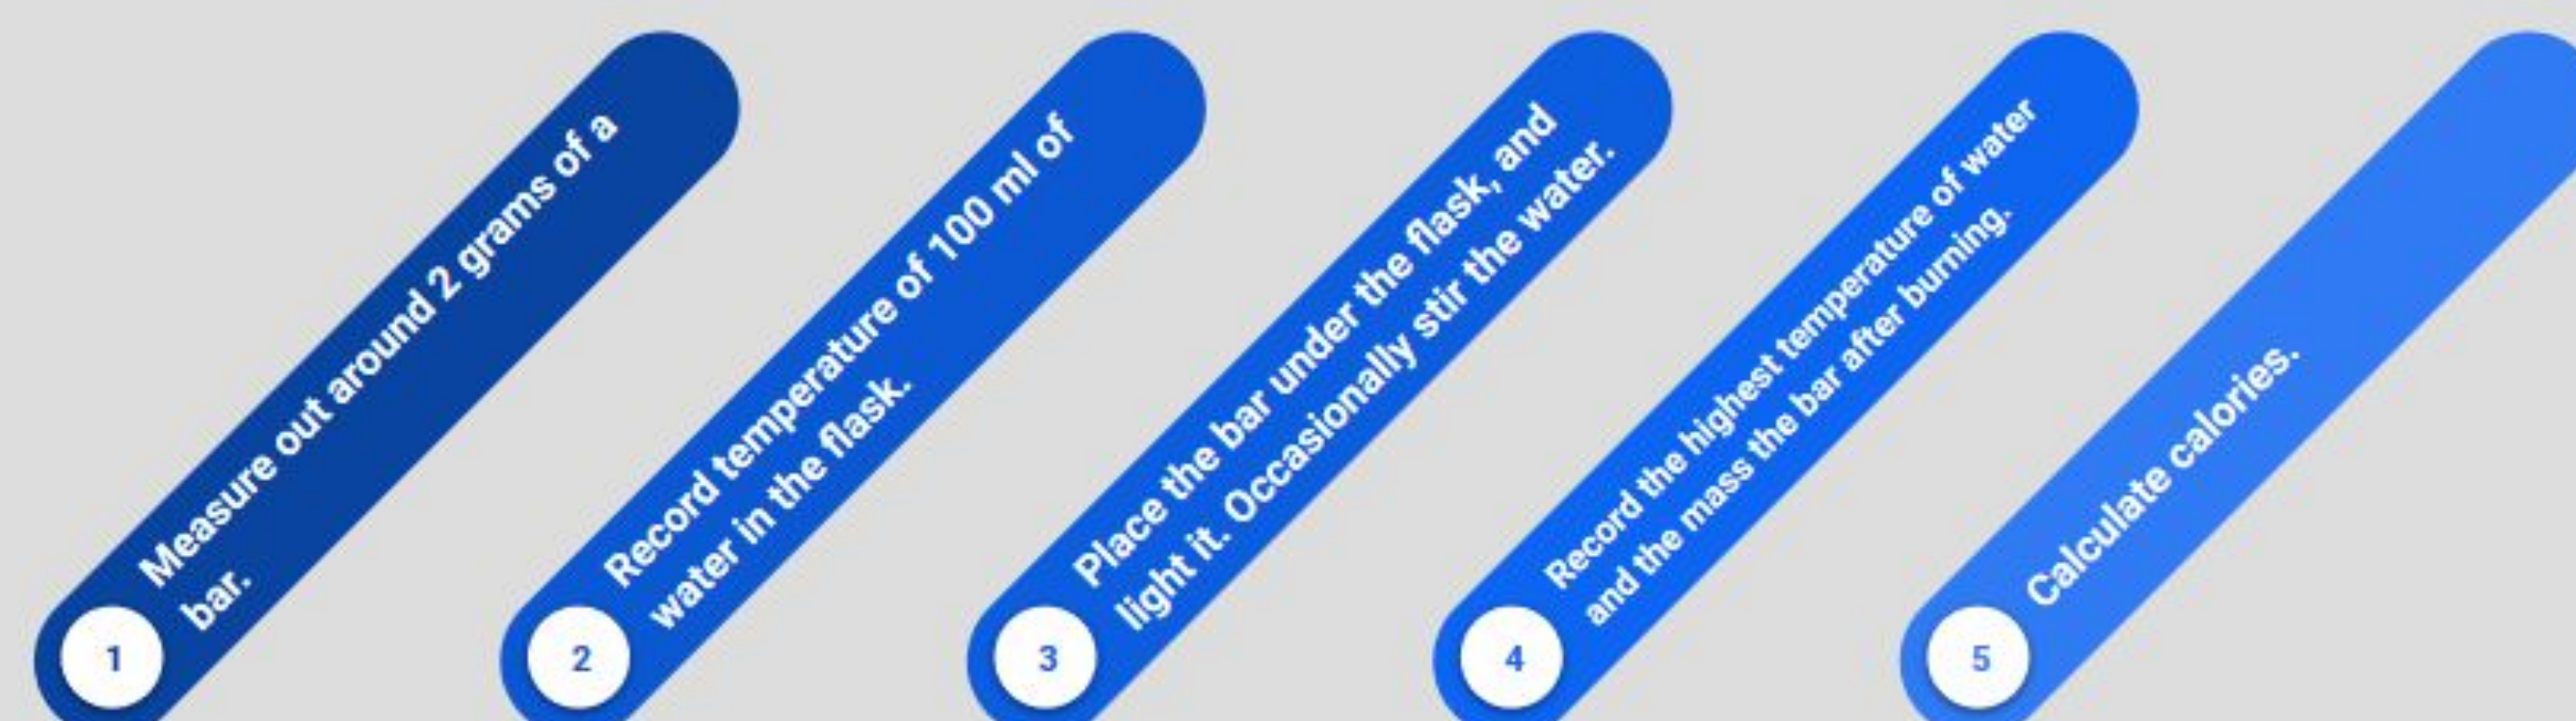 Measure out around 2 grams of a
bar.
1
Record temperature of 100 ml of
water in the flask.
2
Place the bar under the flask, and
light it. Occasionally stir the water.
3
Record the highest temperature of water
and the mass the bar after burning.
4
Calculate calories.
5